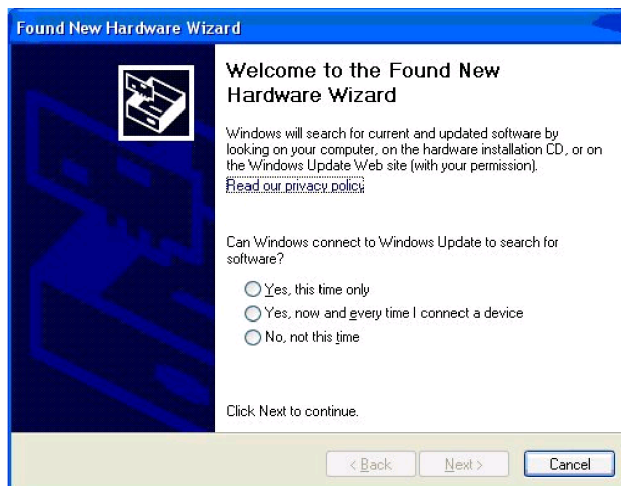 Found New Hardware Wizard
Welcome to the Found New
Hardware Wizard
Windows will search for current and updated software by
looking on your computer, on the hardware installation CD, or on
the Windows Update Web site (with your permission).
Read our privacy policy
Can Windows connect to Windows Update to search for
software?
Yes, this time only
Yes, now and every time I connect a device
No, not this time
Click Next to continue.
< Back
Next >
Cancel